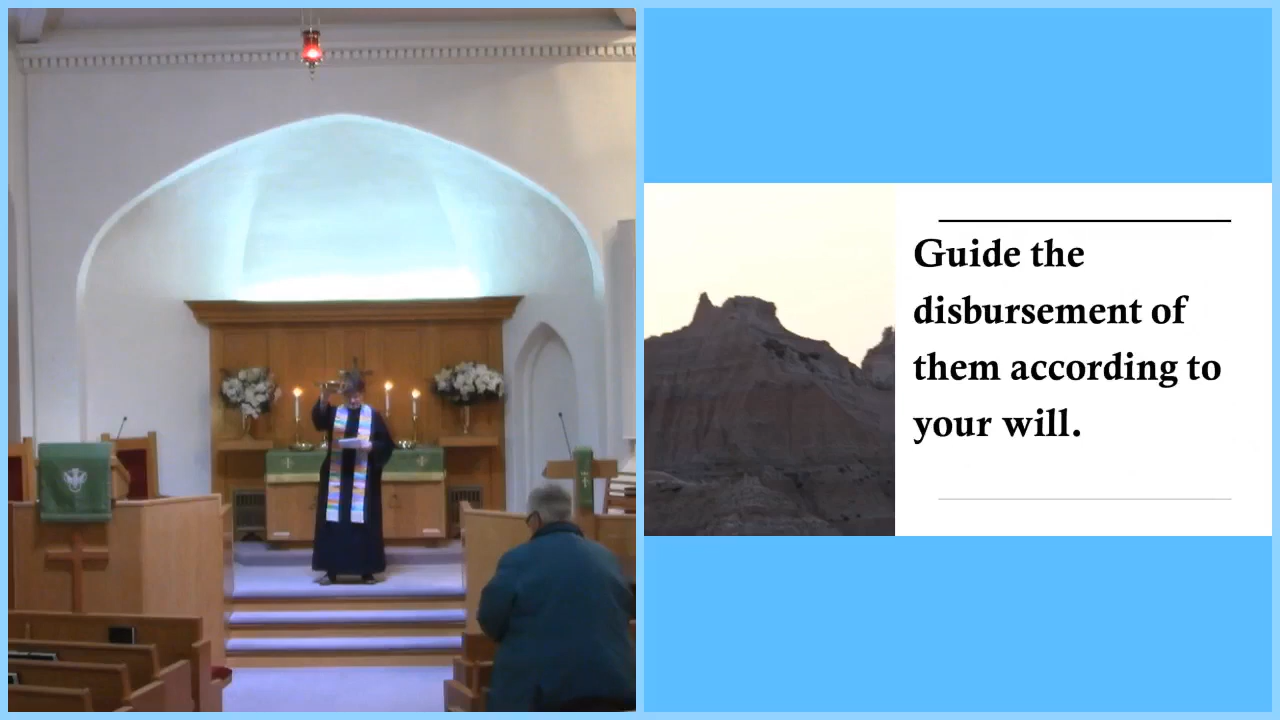 Guide the
disbursement of
them according to
your will.